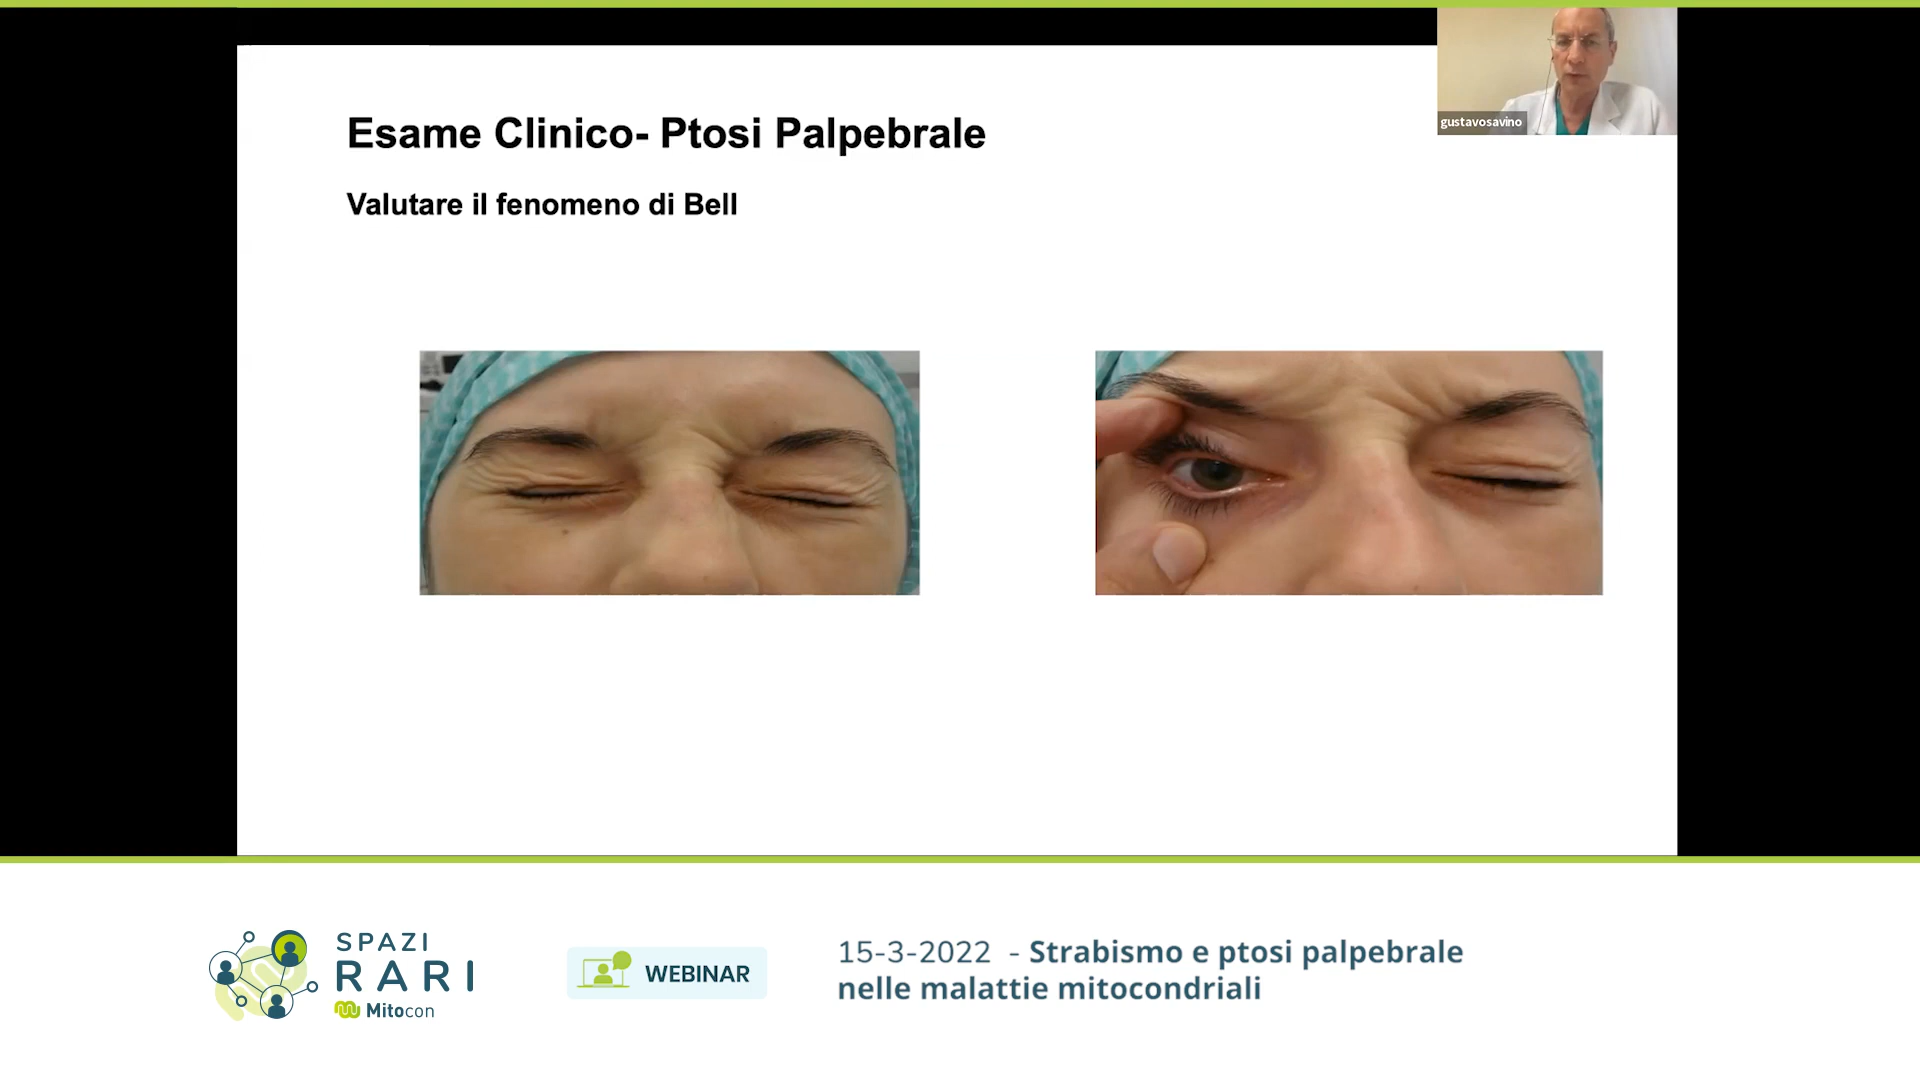 Esame Clinico- Ptosi Palpebrale
gustavosavino
Valutare il fenomeno di Bell
SPAZI
RARI
Mitocon
WEBINAR
15-3-2022 - Strabismo e ptosi palpebrale
nelle malattie mitocondriali